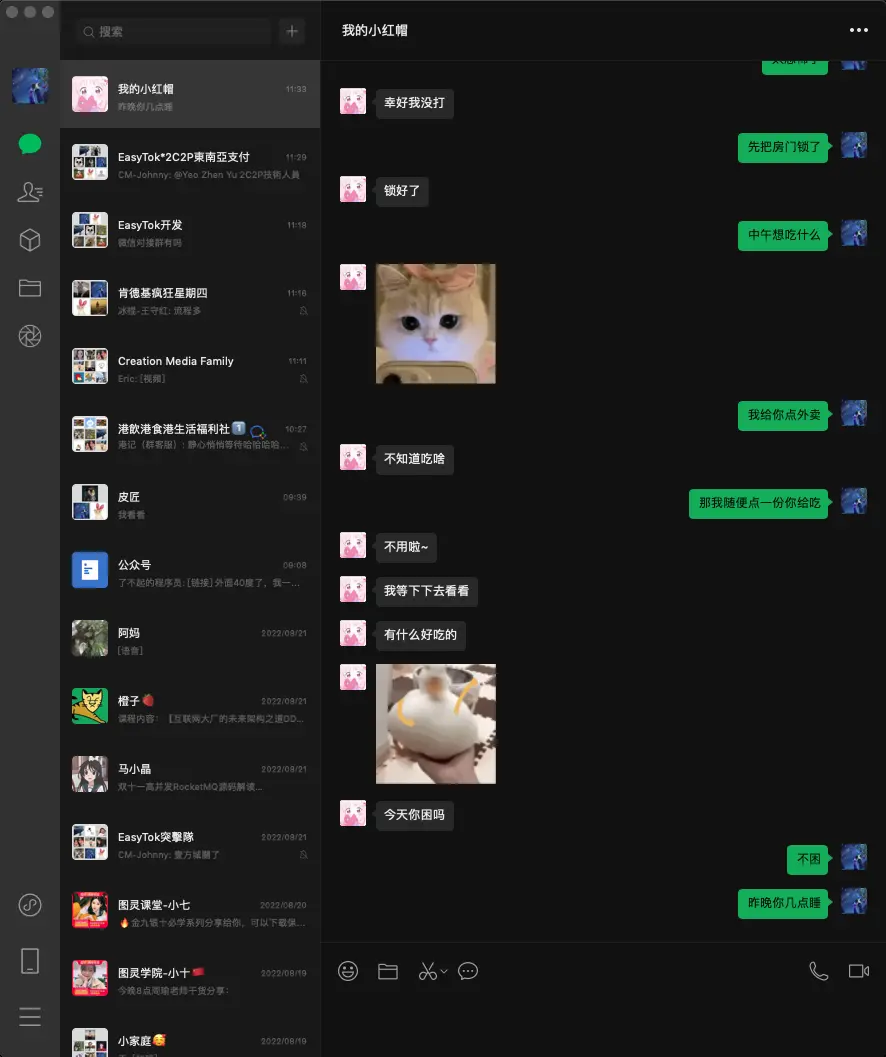 搜索
我的小红帽
11:33
昨晚你几点睡
EasyTok*2C2P東南亞支付
11:29
CM-Johnny: @Yeo Zhen Yu 2C2P技術人員
EasyTok开发
11:18
微信对接群有吗
肯德基疯狂星期四
11:16
冰棍-王守红: 流程多
Creation Media Family
11:11
Eric: [视频]
港飲港食港生活福利社1️⃣
10:27
港记（群客服）: 静心悄悄等待哈哈哈哈...
皮匠
09:39
我看看
公众号
09:08
了不起的程序员: [链接] 外面40度了，我一...
阿妈
2022/08/21
[语音]
橙子🍓
2022/08/21
课程内容：【互联网大厂的未来架构之道DD...
马小晶
2022/08/21
双十一高并发RocketMQ源码解读...
EasyTok突擊隊
2022/08/21
CM-Johnny: 壹方城關了
图灵课堂-小七
2022/08/20
🔥金九银十必学系列分享给你，可以下载保...
图灵学院-小十
2022/08/19
今晚8点周瑜老师干货分享：
小家庭🥰
2022/08/19
我的小红帽
幸好我没打
先把房门锁了
锁好了
中午想吃什么
我给你点外卖
不知道吃啥
那我随便点一份你给吃
不用啦~
我等下下去看看
有什么好吃的
今天你困吗
不困
昨晚你几点睡